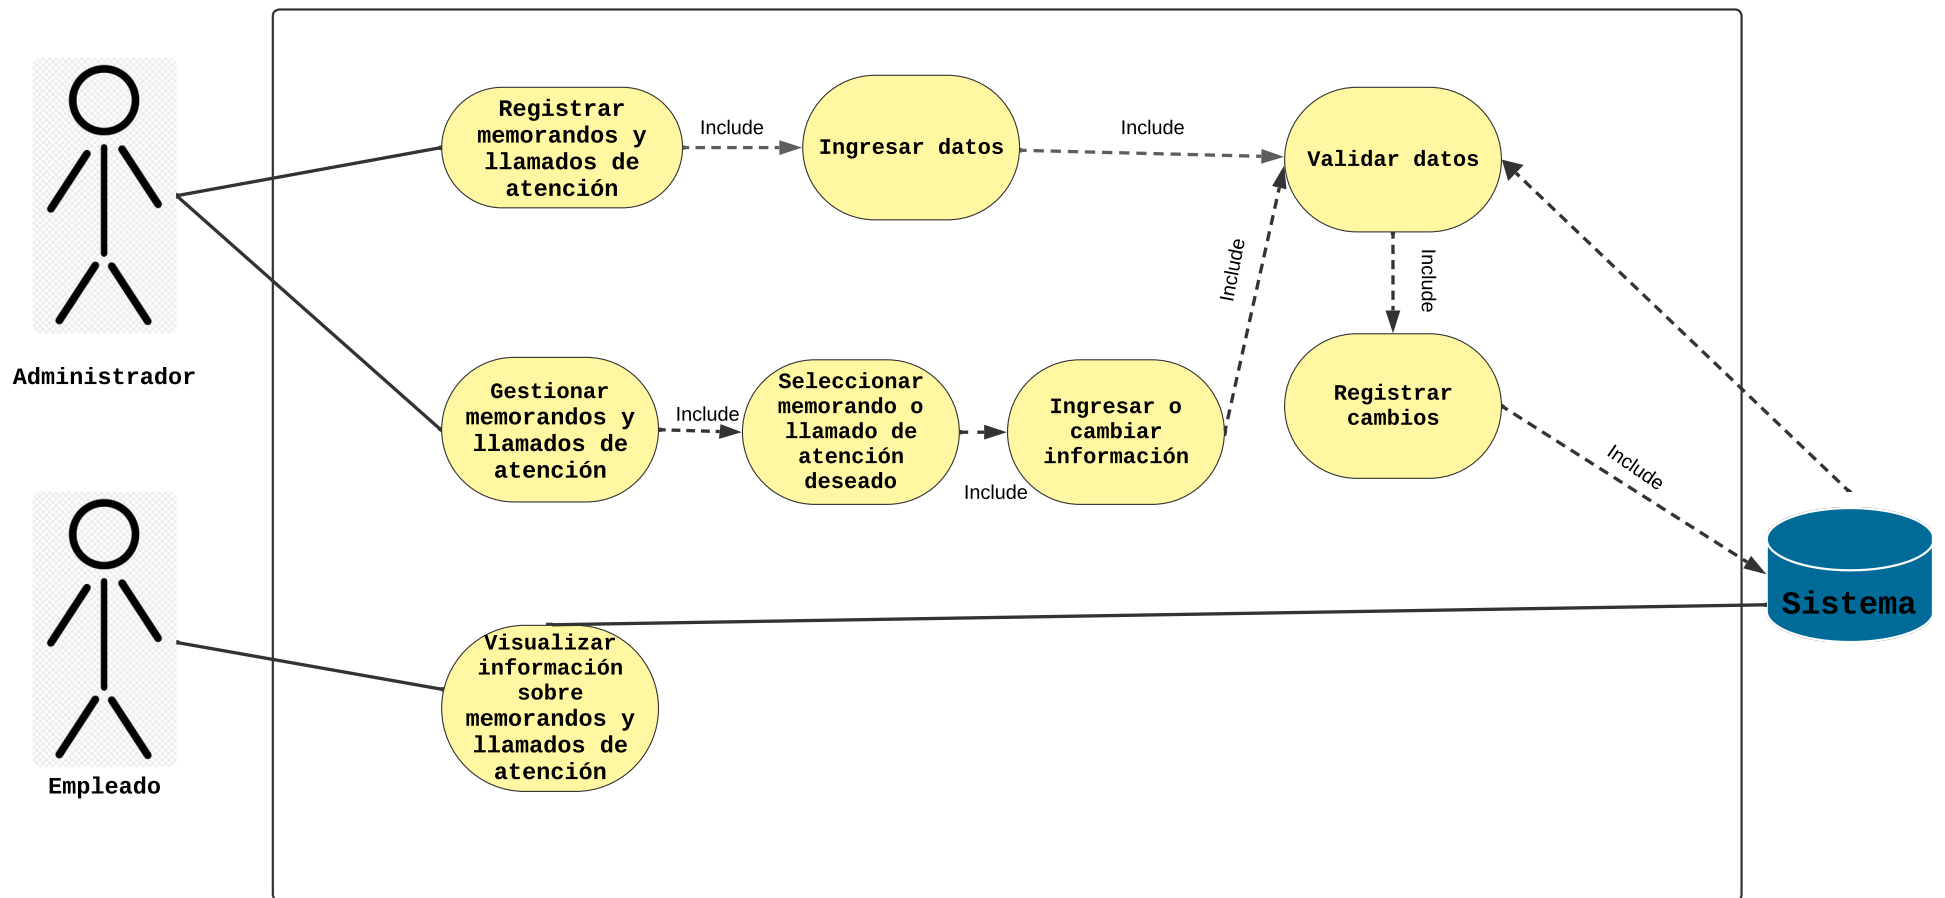 Registrar
memorandos y
llamados de
atención
Include
Ingresar datos
Include
Validar datos
Include
Include
Administrador
Gestionar
memorandos y
llamados de
atención
Include
Seleccionar
memorando o
llamado de
atención
deseado
Include
Ingresar o
cambiar
información
Registrar
cambios
Include
Sistema
Visualizar
información
sobre
memorandos y
llamados de
atención
Empleado